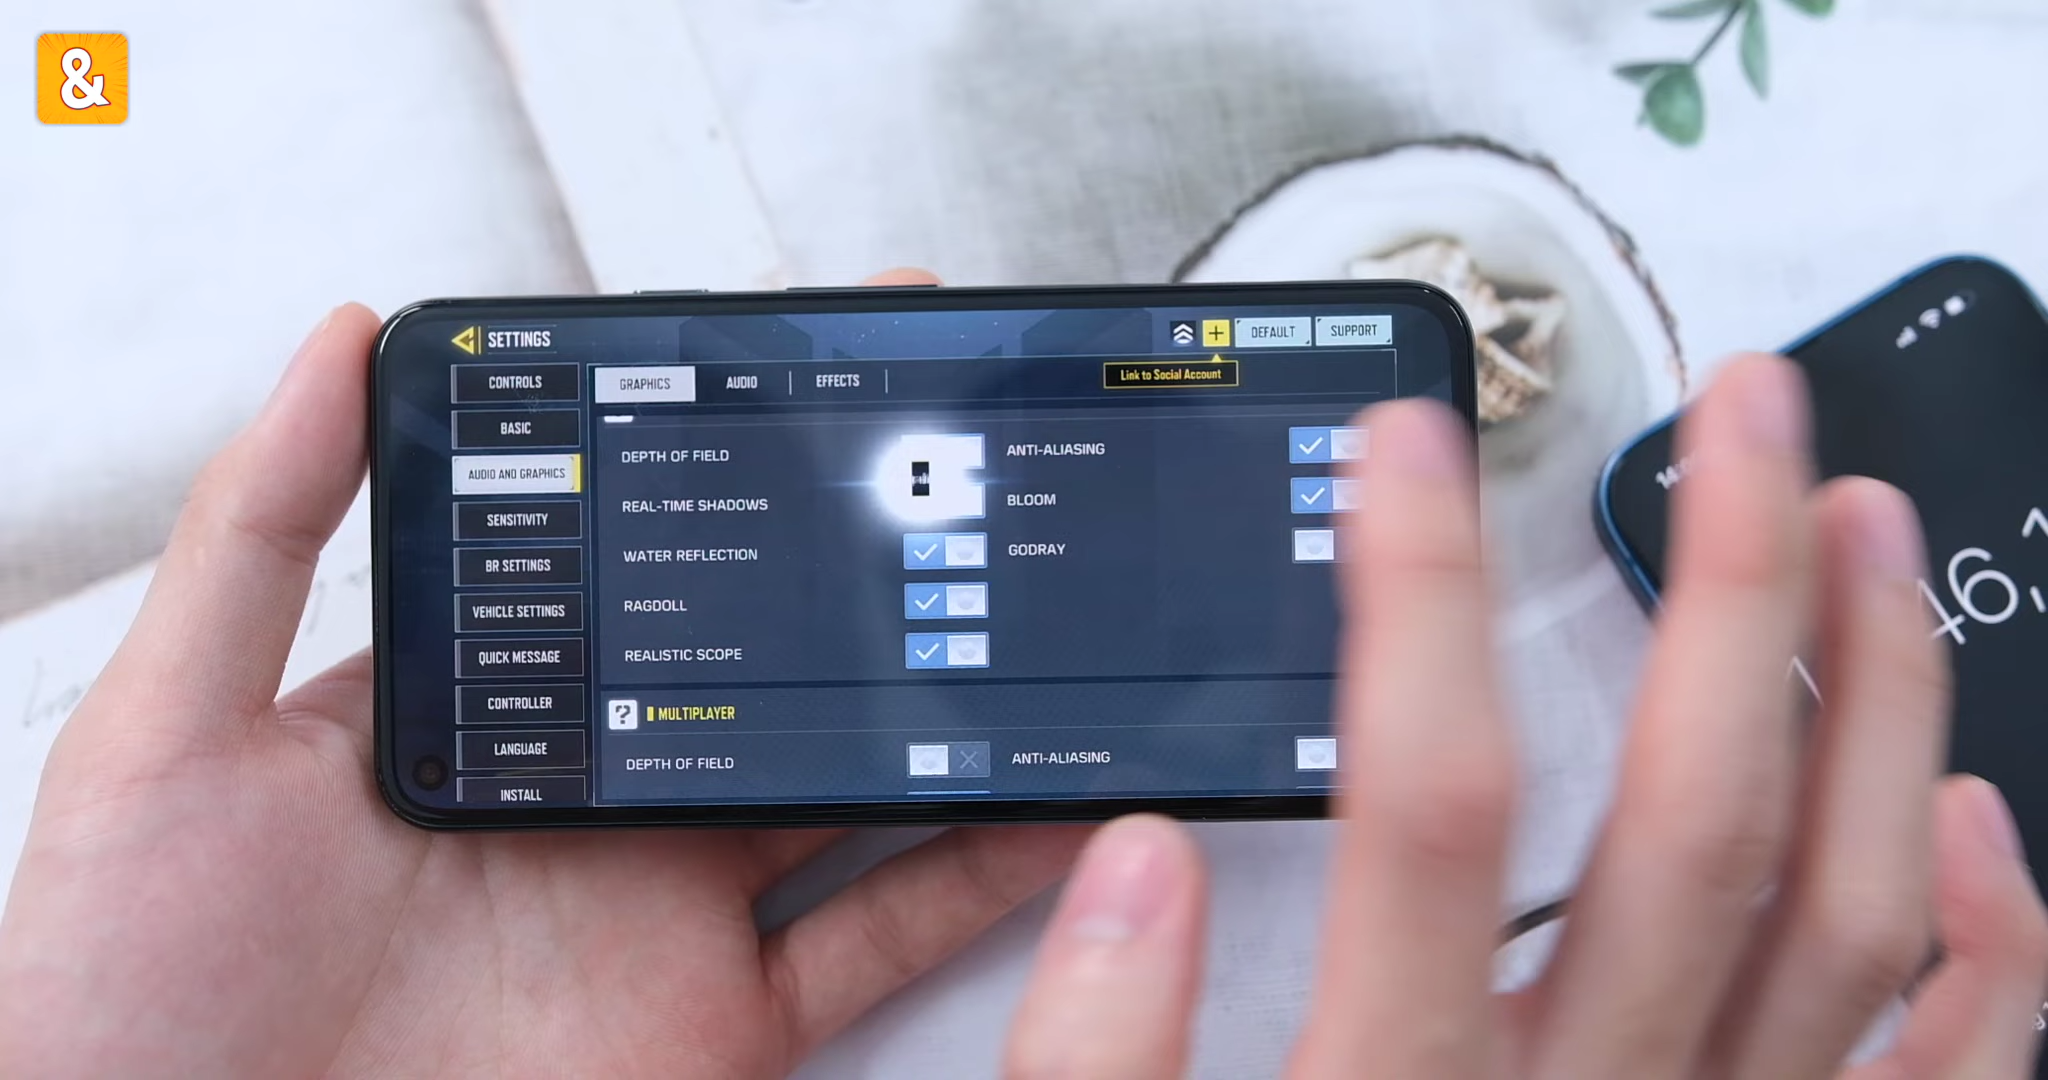 &
SETTINGS
DEFAULT
SUPPORT
Link to Social Account
CONTROLS
BASIC
AUDIO AND GRAPHICS
SENSITIVITY
BR SETTINGS
VEHICLE SETTINGS
QUICK MESSAGE
CONTROLLER
LANGUAGE
INSTALL
GRAPHICS
AUDIO
EFFECTS
DEPTH OF FIELD
ANTI-ALIASING
REAL-TIME SHADOWS
BLOOM
WATER REFLECTION
GODRAY
RAGDOLL
REALISTIC SCOPE
?
MULTIPLAYER
DEPTH OF FIELD
ANTI-ALIASING